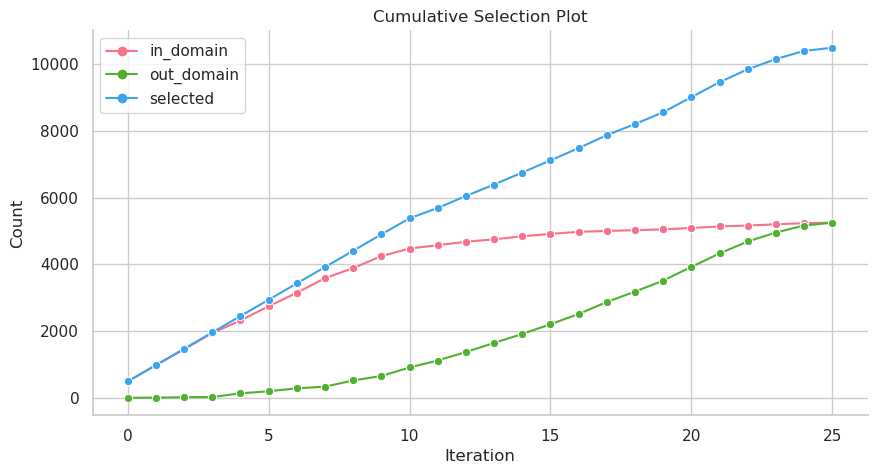 Cumulative Selection Plot
in_domain
out_domain
selected
10000
8000
6000
4000
2000
0
Count
0 5 10 15 20 25
Iteration